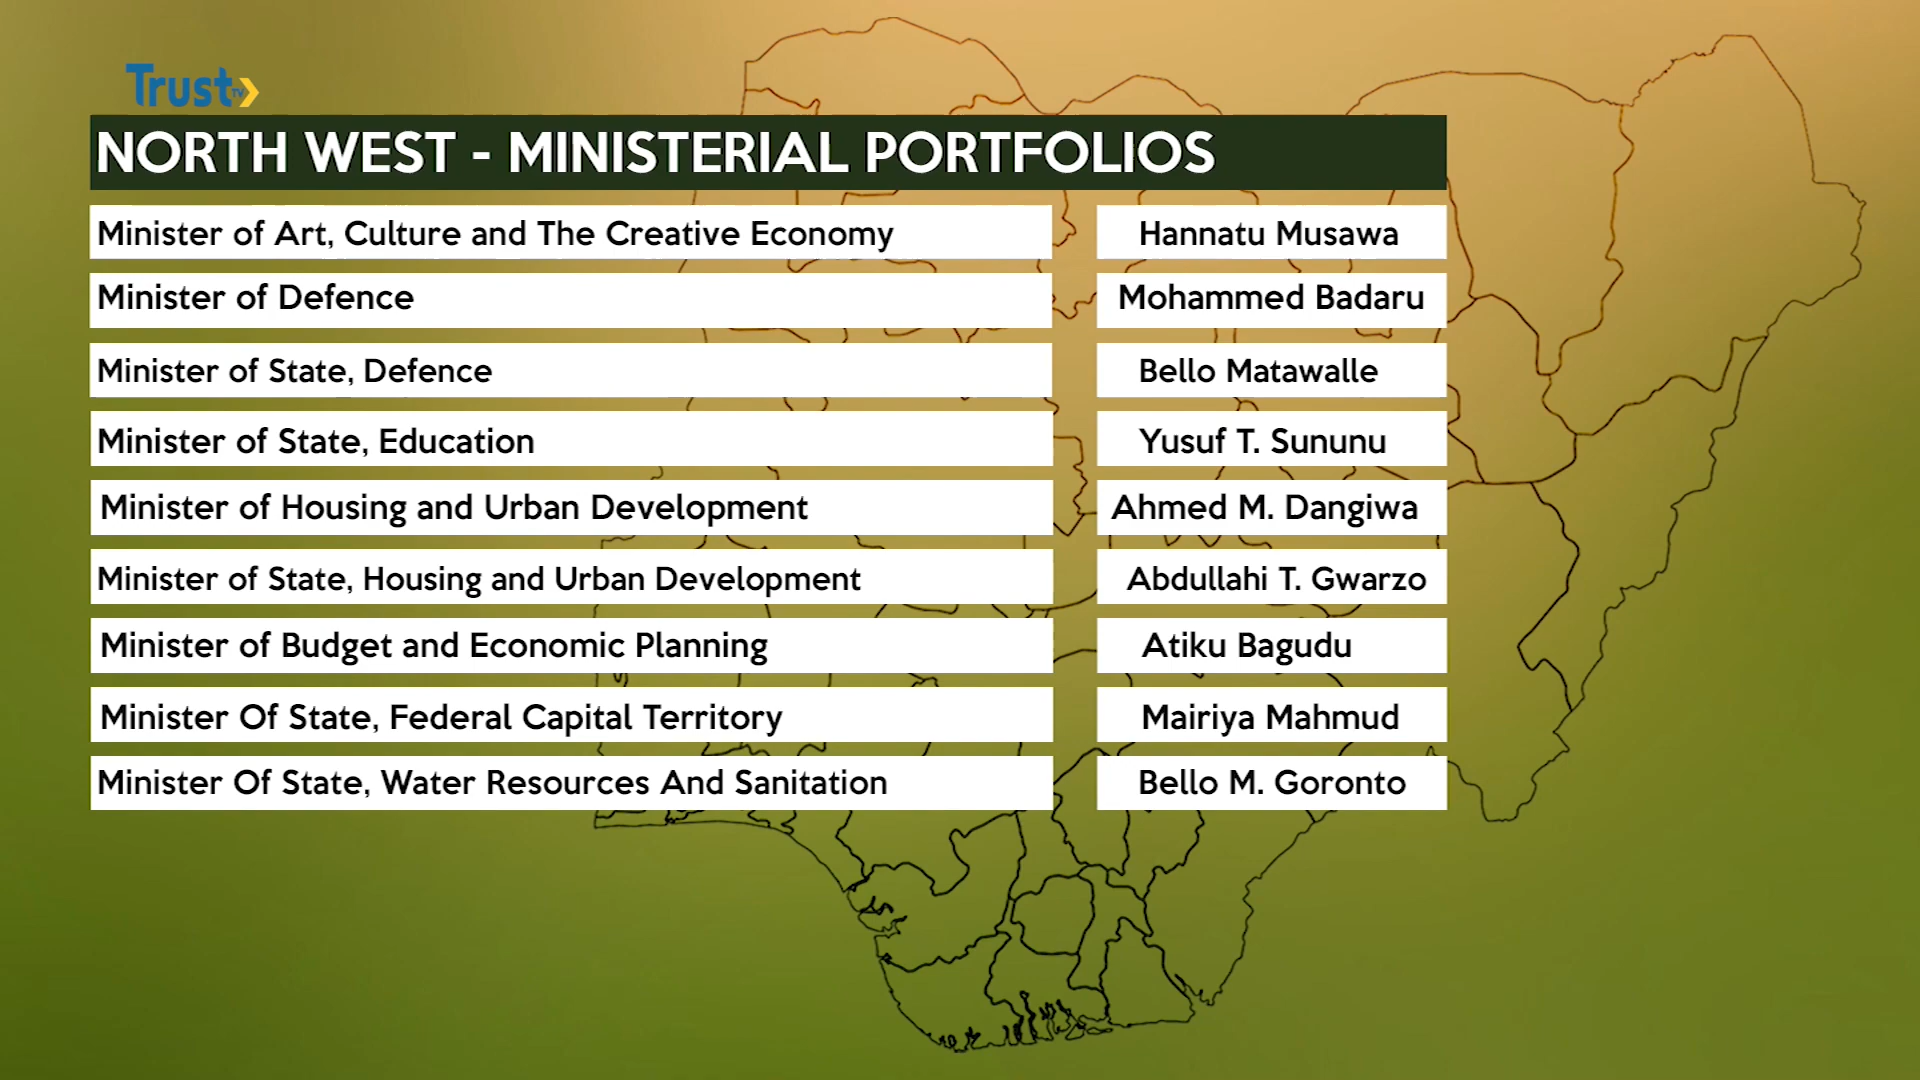 Trust TV
NORTH WEST - MINISTERIAL PORTFOLIOS
Minister of Art, Culture and The Creative Economy Hannatu Musawa
Minister of Defence Mohammed Badaru
Minister of State, Defence Bello Matawalle
Minister of State, Education Yusuf T. Sununu
Minister of Housing and Urban Development Ahmed M. Dangiwa
Minister of State, Housing and Urban Development Abdullahi T. Gwarzo
Minister of Budget and Economic Planning Atiku Bagudu
Minister Of State, Federal Capital Territory Mairiya Mahmud
Minister Of State, Water Resources And Sanitation Bello M. Goronto